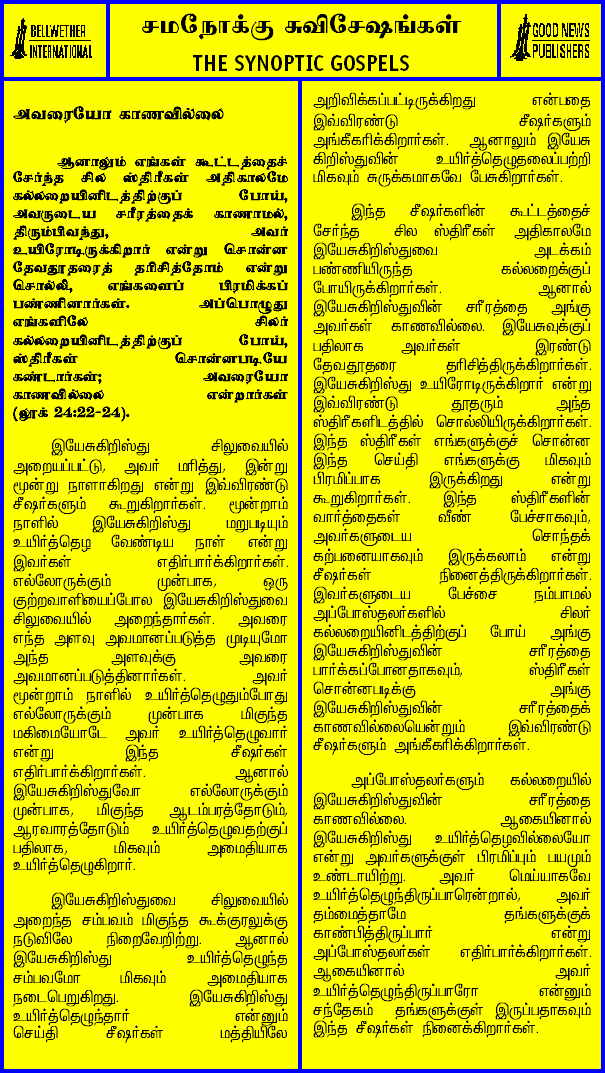 BELLWETHER
INTERNATIONAL
சமநோக்கு சுவிசேஷங்கள்
THE SYNOPTIC GOSPELS
GOOD NEWS
PUBLISHERS
அவரையோ காணவில்லை
ஆனாலும் எங்கள் கூட்டத்தைச்
சேர்ந்த சில ஸ்திரீகள் அதிகாலமே
கல்லறையினிடத்திற்குப் போய்,
அவருடைய சரீரத்தைக் காணாமல்,
திரும்பிவந்து, அவர்
உயிரோடிருக்கிறார் என்று சொன்ன
தேவதூதரைத் தரிசித்தோம் என்று
சொல்லி, எங்களைப் பிரமிக்கப்
பண்ணினார்கள். அப்பொழுது
எங்களிலே சிலர்
கல்லறையினிடத்திற்குப் போய்,
ஸ்திரீகள் சொன்னபடியே
கண்டார்கள்; அவரையோ
காணவில்லை என்றார்கள்
(லூக் 24:22-24).
இயேசுகிறிஸ்து சிலுவையில்
அறையப்பட்டு, அவர் மரித்து, இன்று
மூன்று நாளாகிறது என்று இவ்விரண்டு
சீஷர்களும் கூறுகிறார்கள். மூன்றாம்
நாளில் இயேசுகிறிஸ்து மறுபடியும்
உயிர்த்தெழ வேண்டிய நாள் என்று
இவர்கள் எதிர்பார்க்கிறார்கள்.
எல்லோருக்கும் முன்பாக, ஒரு
குற்றவாளியைப்போல இயேசுகிறிஸ்துவை
சிலுவையில் அறைந்தார்கள். அவரை
எந்த அளவு அவமானப்படுத்த முடியுமோ
அந்த அளவுக்கு அவரை
அவமானப்படுத்தினார்கள். அவர்
மூன்றாம் நாளில் உயிர்த்தெழுதும்போது
எல்லோருக்கும் முன்பாக மிகுந்த
மகிமையோடே அவர் உயிர்த்தெழுவார்
என்று இந்த சீஷர்கள்
எதிர்பார்க்கிறார்கள். ஆனால்
இயேசுகிறிஸ்துவோ எல்லோருக்கும்
முன்பாக, மிகுந்த ஆடம்பரத்தோடும்,
ஆரவாரத்தோடும் உயிர்த்தெழுவதற்குப்
பதிலாக, மிகவும் அமைதியாக
உயிர்த்தெழுகிறார்.
இயேசுகிறிஸ்துவை சிலுவையில்
அறைந்த சம்பவம் மிகுந்த கூக்குரலுக்கு
நடுவிலே நிறைவேறிற்று. ஆனால்
இயேசுகிறிஸ்து உயிர்த்தெழுந்த
சம்பவமோ மிகவும் அமைதியாக
நடைபெறுகிறது. இயேசுகிறிஸ்து
உயிர்த்தெழுந்தார் என்னும்
செய்தி சீஷர்கள் மத்தியிலே
அறிவிக்கப்பட்டிருக்கிறது என்பதை
இவ்விரண்டு சீஷர்களும்
அங்கீகரிக்கிறார்கள். ஆனாலும் இயேசு
கிறிஸ்துவின் உயிர்த்தெழுதலைப்பற்றி
மிகவும் சுருக்கமாகவே பேசுகிறார்கள்.
இந்த சீஷர்களின் கூட்டத்தைச்
சேர்ந்த சில ஸ்திரீகள் அதிகாலமே
இயேசுகிறிஸ்துவை அடக்கம்
பண்ணியிருந்த கல்லறைக்குப்
போயிருக்கிறார்கள். ஆனால்
இயேசுகிறிஸ்துவின் சரீரத்தை அங்கு
அவர்கள் காணவில்லை. இயேசுவுக்குப்
பதிலாக அவர்கள் இரண்டு
தேவதூதரை தரிசித்திருக்கிறார்கள்.
இயேசுகிறிஸ்து உயிரோடிருக்கிறார் என்று
இவ்விரண்டு தூதரும் அந்த
ஸ்திரீகளிடத்தில் சொல்லியிருக்கிறார்கள்.
இந்த ஸ்திரீகள் எங்களுக்குச் சொன்ன
இந்த செய்தி எங்களுக்கு மிகவும்
பிரமிப்பாக இருக்கிறது என்று
கூறுகிறார்கள். இந்த ஸ்திரீகளின்
வார்த்தைகள் வீண் பேச்சாகவும்,
அவர்களுடைய சொந்தக்
கற்பனையாகவும் இருக்கலாம் என்று
சீஷர்கள் நினைத்திருக்கிறார்கள்.
இவர்களுடைய பேச்சை நம்பாமல்
அப்போஸ்தலர்களில் சிலர்
கல்லறையினிடத்திற்குப் போய் அங்கு
இயேசுகிறிஸ்துவின் சரீரத்தை
பார்க்கப்போனதாகவும், ஸ்திரீகள்
சொன்னபடிக்கு அங்கு
இயேசுகிறிஸ்துவின் சரீரத்தைக்
காணவில்லையென்றும் இவ்விரண்டு
சீஷர்களும் அங்கீகரிக்கிறார்கள்.
அப்போஸ்தலர்களும் கல்லறையில்
இயேசுகிறிஸ்துவின் சரீரத்தை
காணவில்லை. ஆகையினால்
இயேசுகிறிஸ்து உயிர்த்தெழவில்லையோ
என்று அவர்களுக்குள் பிரமிப்பும் பயமும்
உண்டாயிற்று. அவர் மெய்யாகவே
உயிர்த்தெழுந்திருப்பாரென்றால், அவர்
தம்மைத்தாமே தங்களுக்குக்
காண்பித்திருப்பார் என்று
அப்போஸ்தலர்கள் எதிர்பார்க்கிறார்கள்.
ஆகையினால் அவர்
உயிர்த்தெழுந்திருப்பாரோ என்னும்
சந்தேகம் தங்களுக்குள் இருப்பதாகவும்
இந்த சீஷர்கள் நினைக்கிறார்கள்.